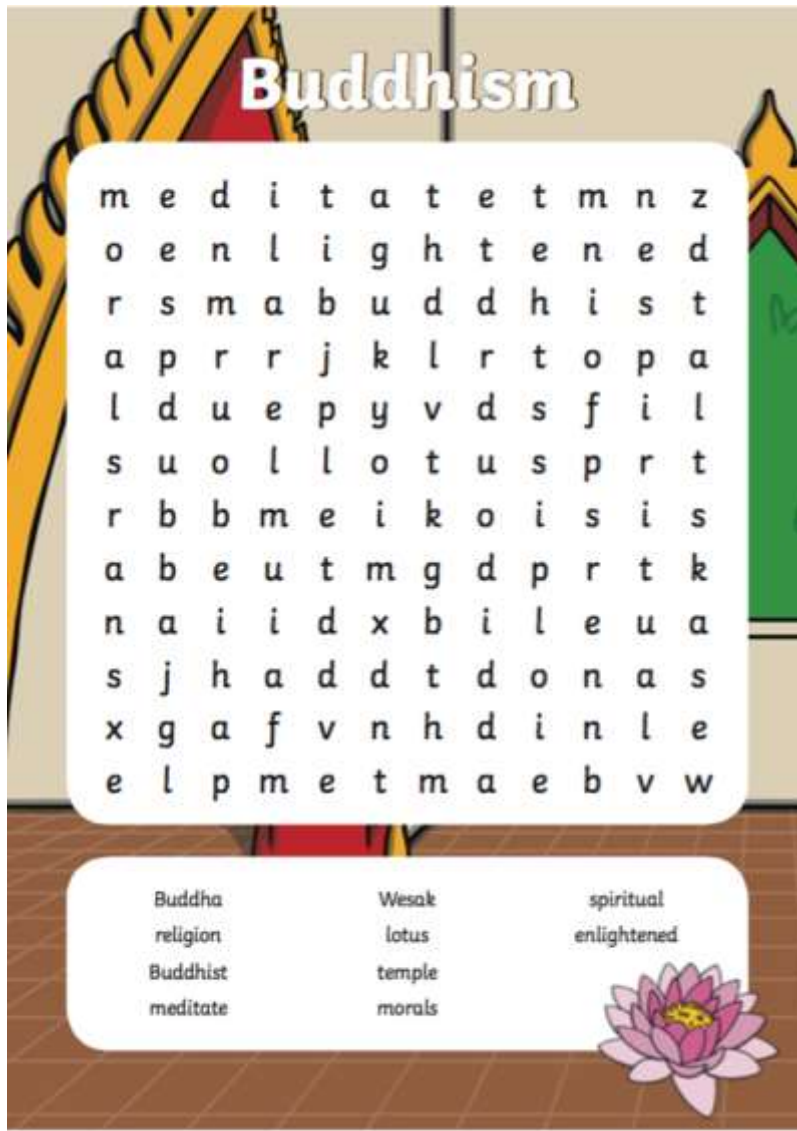 Buddhism
m e d i t a t e t m n z
o e n l i g h t e n e d
r s m a b u d d h i s t
a p r r j k l r t o p a
l d u e p y v d s f i l
s u o l l o t u s p r t
r b b m e i k o i s i s
a b e u t m g d p r t k
n a i i d x b i l e u a
s j h a d d t d o n a s
x g a f v n h d i n l e
e l p m e t m a e b v w
Buddha Wesak spiritual
religion lotus enlightened
Buddhist temple
meditate morals